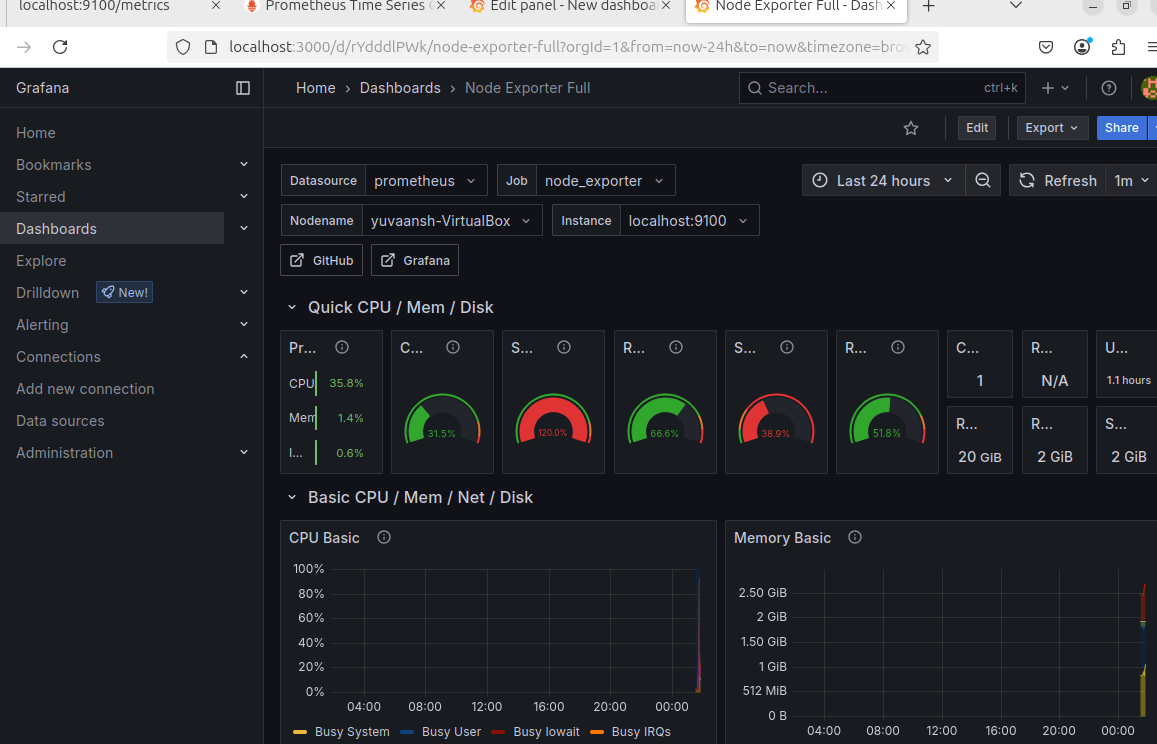 localhost:9100/metrics
Prometheus Time Series
Edit panel - New dashboa
Node Exporter Full - Dash
localhost:3000/d/rYdddlPWk/node-exporter-full?orgId=1&from=now-24h&to=now&timezone=brow
Grafana
Home › Dashboards › Node Exporter Full
Search... ctrl+k
Home
Bookmarks
Starred
Dashboards
Explore
Drilldown New!
Alerting
Connections
Add new connection
Data sources
Administration
Edit Export Share
Datasource prometheus Job node_exporter Last 24 hours Refresh 1m
Nodename yuvaansh-VirtualBox Instance localhost:9100
GitHub Grafana
Quick CPU / Mem / Disk
Pr... C... S... R... S... R... C... R... U...
CPU 35.8%
Mem 1.4%
I... 0.6%
31.5% 120.0% 66.6% 38.9% 51.8%
1 N/A 1.1 hours
R... R... S...
20 GiB 2 GiB 2 GiB
Basic CPU / Mem / Net / Disk
CPU Basic
100%
80%
60%
40%
20%
0%
04:00 08:00 12:00 16:00 20:00 00:00
Busy System Busy User Busy Iowait Busy IRQs
Memory Basic
2.50 GiB
2 GiB
1.50 GiB
1 GiB
512 MiB
0 B
04:00 08:00 12:00 16:00 20:00 00:00